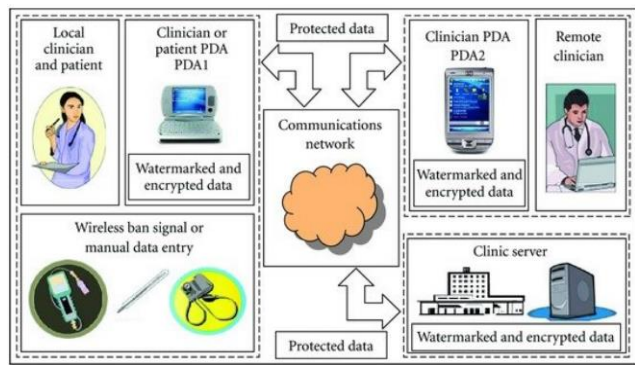 Local
clinician
and patient
Clinician or
patient PDA
PDA1
Watermarked and
encrypted data
Wireless ban signal or
manual data entry
Protected data
Communications
network
Protected data
Clinician PDA
PDA2
Watermarked and
encrypted data
Remote
clinician
Clinic server
Watermarked and encrypted data